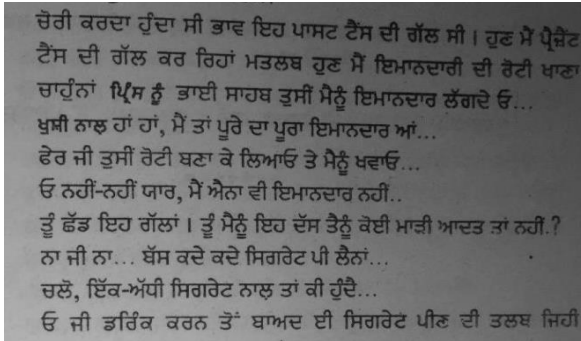 ਚੋਰੀ ਕਰਦਾ ਹੁੰਦਾ ਸੀ ਭਾਵ ਇਹ ਪਾਸਟ ਟੈਂਸ ਦੀ ਗੱਲ ਸੀ । ਹੁਣ ਮੈਂ ਪ੍ਰੈਜ਼ੈਂਟ
ਟੈਂਸ ਦੀ ਗੱਲ ਕਰ ਰਿਹਾਂ ਮਤਲਬ ਹੁਣ ਮੈਂ ਇਮਾਨਦਾਰੀ ਦੀ ਰੋਟੀ ਖਾਣਾ
ਚਾਹੁੰਨਾਂ ਪ੍ਰਿੰਸ ਨੂੰ ਭਾਈ ਸਾਹਬ ਤੁਸੀਂ ਮੈਨੂੰ ਇਮਾਨਦਾਰ ਲੱਗਦੇ ਓ...
ਖੁਸ਼ੀ ਨਾਲ ਹਾਂ ਹਾਂ, ਮੈਂ ਤਾਂ ਪੂਰੇ ਦਾ ਪੂਰਾ ਇਮਾਨਦਾਰ ਆਂ...
ਫੇਰ ਜੀ ਤੁਸੀਂ ਰੋਟੀ ਬਣਾ ਕੇ ਲਿਆਓ ਤੇ ਮੈਨੂੰ ਖਵਾਓ...
ਓ ਨਹੀਂ-ਨਹੀਂ ਯਾਰ, ਮੈਂ ਐਨਾ ਵੀ ਇਮਾਨਦਾਰ ਨਹੀਂ..
ਤੂੰ ਛੱਡ ਇਹ ਗੱਲਾਂ । ਤੂੰ ਮੈਨੂੰ ਇਹ ਦੱਸ ਤੈਨੂੰ ਕੋਈ ਮਾੜੀ ਆਦਤ ਤਾਂ ਨਹੀਂ.?
ਨਾ ਜੀ ਨਾ... ਬੱਸ ਕਦੇ ਕਦੇ ਸਿਗਰੇਟ ਪੀ ਲੈਨਾਂ...
ਚਲੋ, ਇੱਕ-ਅੱਧੀ ਸਿਗਰੇਟ ਨਾਲ਼ ਤਾਂ ਕੀ ਹੁੰਦੈ...
ਓ ਜੀ ਡਰਿੰਕ ਕਰਨ ਤੋਂ ਬਾਅਦ ਈ ਸਿਗਰੇਟ ਪੀਣ ਦੀ ਤਲਬ ਜਿਹੀ